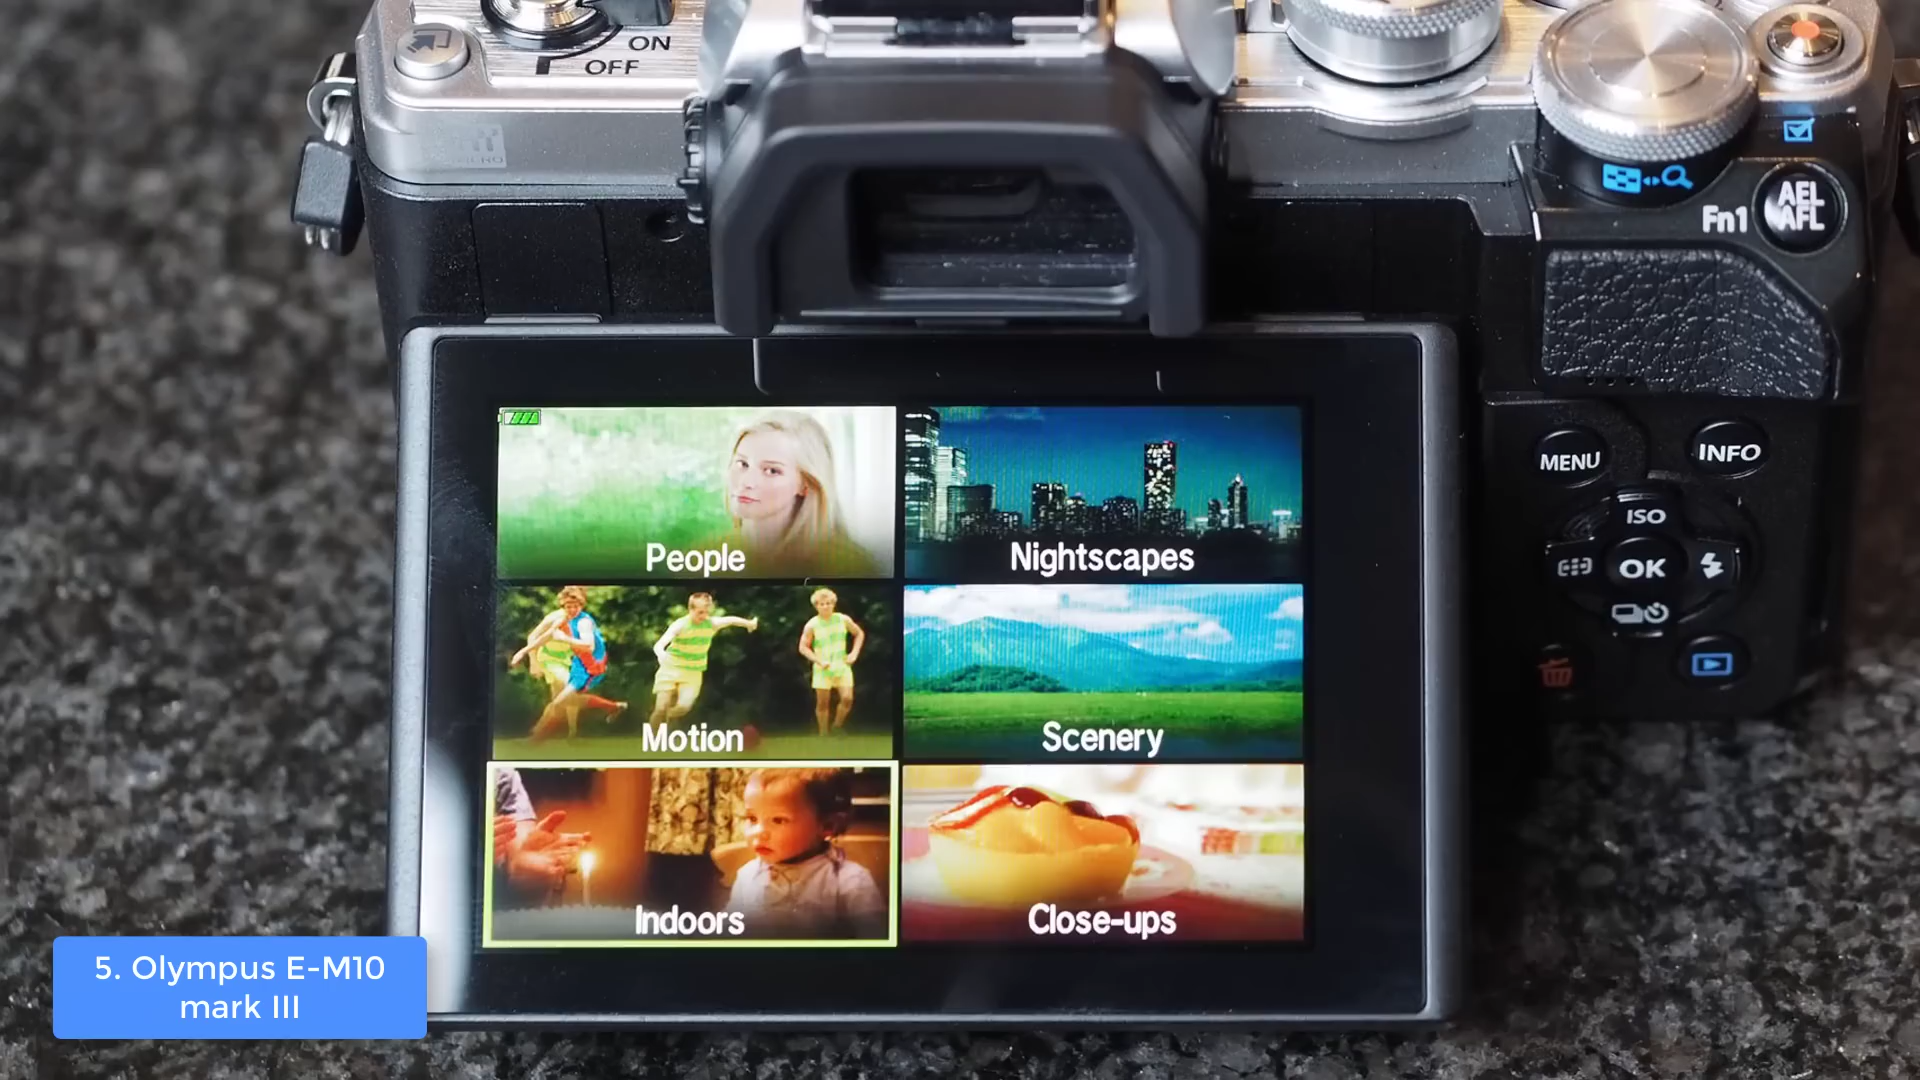 ON
OFF
Fn1
AEL
AFL
MENU
INFO
ISO
OK
People
Nightscapes
Motion
Scenery
Indoors
Close-ups
5. Olympus E-M10
mark III